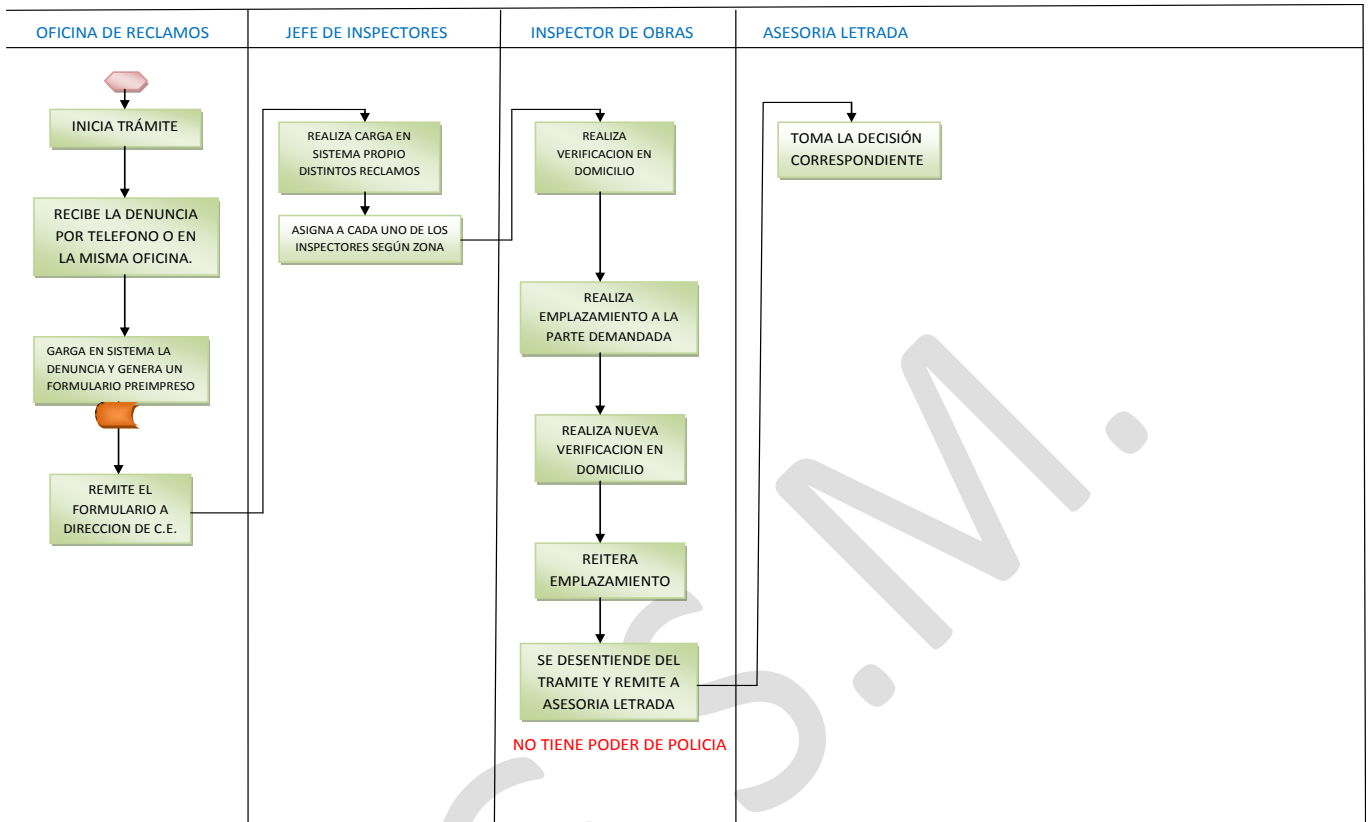 OFICINA DE RECLAMOS
JEFE DE INSPECTORES
INSPECTOR DE OBRAS
ASESORIA LETRADA
INICIA TRÁMITE
RECIBE LA DENUNCIA
POR TELEFONO O EN
LA MISMA OFICINA.
GARGA EN SISTEMA LA
DENUNCIA Y GENERA UN
FORMULARIO PREIMPRESO
REMITE EL
FORMULARIO A
DIRECCION DE C.E.
REALIZA CARGA EN
SISTEMA PROPIO
DISTINTOS RECLAMOS
ASIGNA A CADA UNO DE LOS
INSPECTORES SEGÚN ZONA
REALIZA
VERIFICACION EN
DOMICILIO
REALIZA
EMPLAZAMIENTO A LA
PARTE DEMANDADA
REALIZA NUEVA
VERIFICACION EN
DOMICILIO
REITERA
EMPLAZAMIENTO
SE DESENTIENDE DEL
TRAMITE Y REMITE A
ASESORIA LETRADA
NO TIENE PODER DE POLICIA
TOMA LA DECISIÓN
CORRESPONDIENTE
S.M.